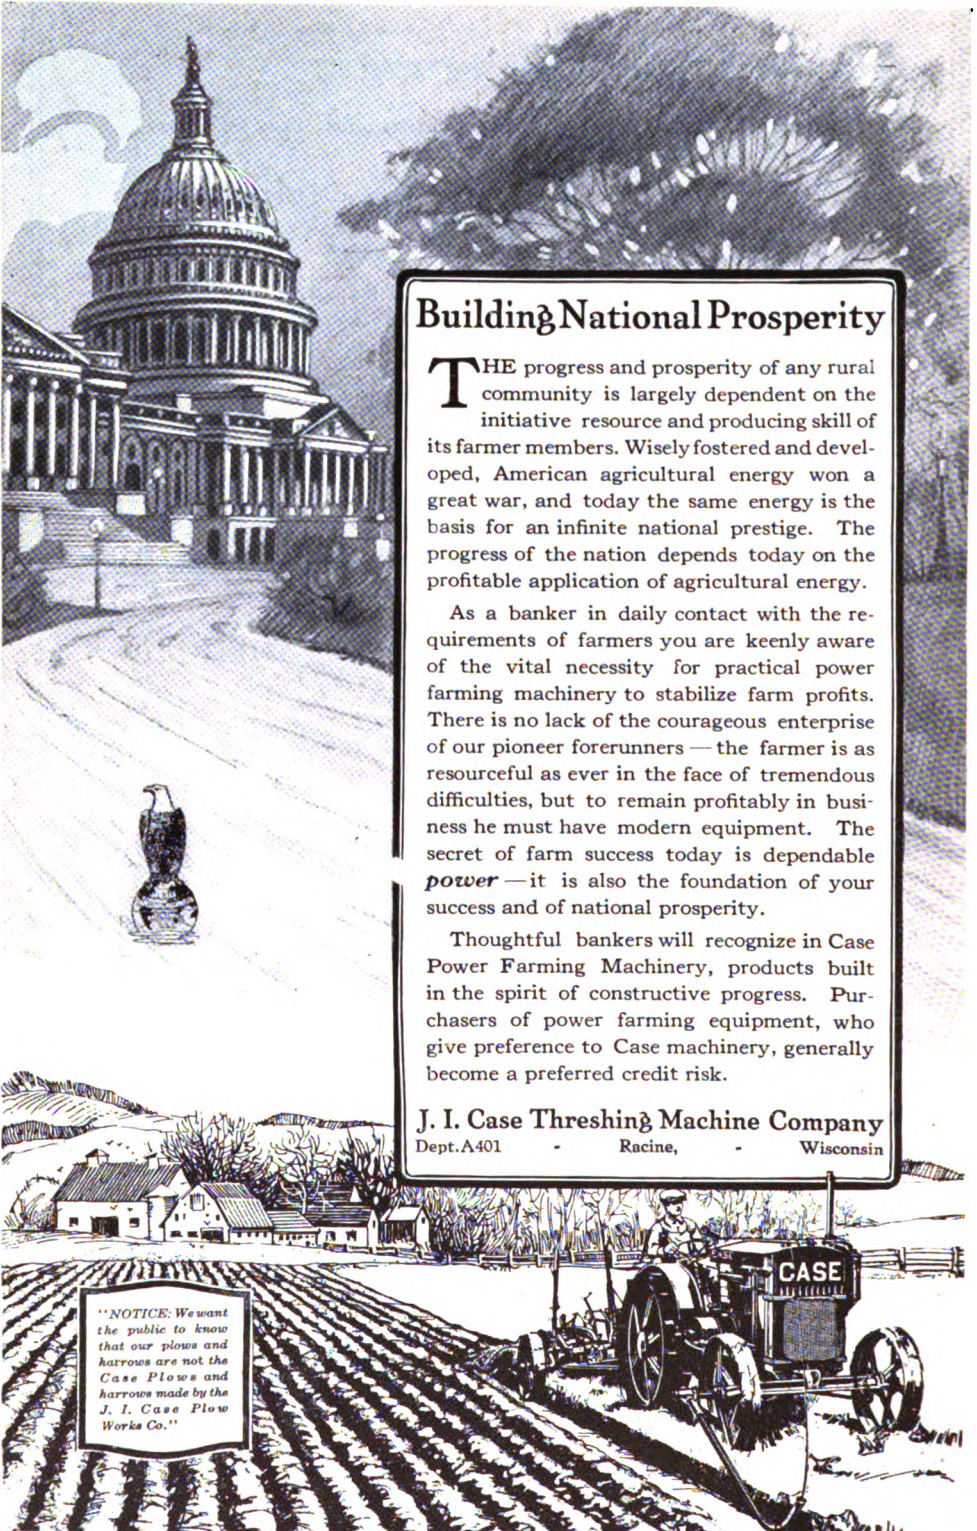 Building National Prosperity
THE progress and prosperity of any rural
community is largely dependent on the
initiative resource and producing skill of
its farmer members. Wisely fostered and devel-
oped, American agricultural energy won a
great war, and today the same energy is the
basis for an infinite national prestige. The
progress of the nation depends today on the
profitable application of agricultural energy.
As a banker in daily contact with the re-
quirements of farmers you are keenly aware
of the vital necessity for practical power
farming machinery to stabilize farm profits.
There is no lack of the courageous enterprise
of our pioneer forerunners — the farmer is as
resourceful as ever in the face of tremendous
difficulties, but to remain profitably in busi-
ness he must have modern equipment. The
secret of farm success today is dependable
power — it is also the foundation of your
success and of national prosperity.
Thoughtful bankers will recognize in Case
Power Farming Machinery, products built
in the spirit of constructive progress. Pur-
chasers of power farming equipment, who
give preference to Case machinery, generally
become a preferred credit risk.
J. I. Case Threshing Machine Company
Dept.A401 - Racine, - Wisconsin
CASE
"NOTICE: We want
the public to know
that our plows and
harrows are not the
Case Plows and
harrows made by the
J. I. Case Plow
Works Co."